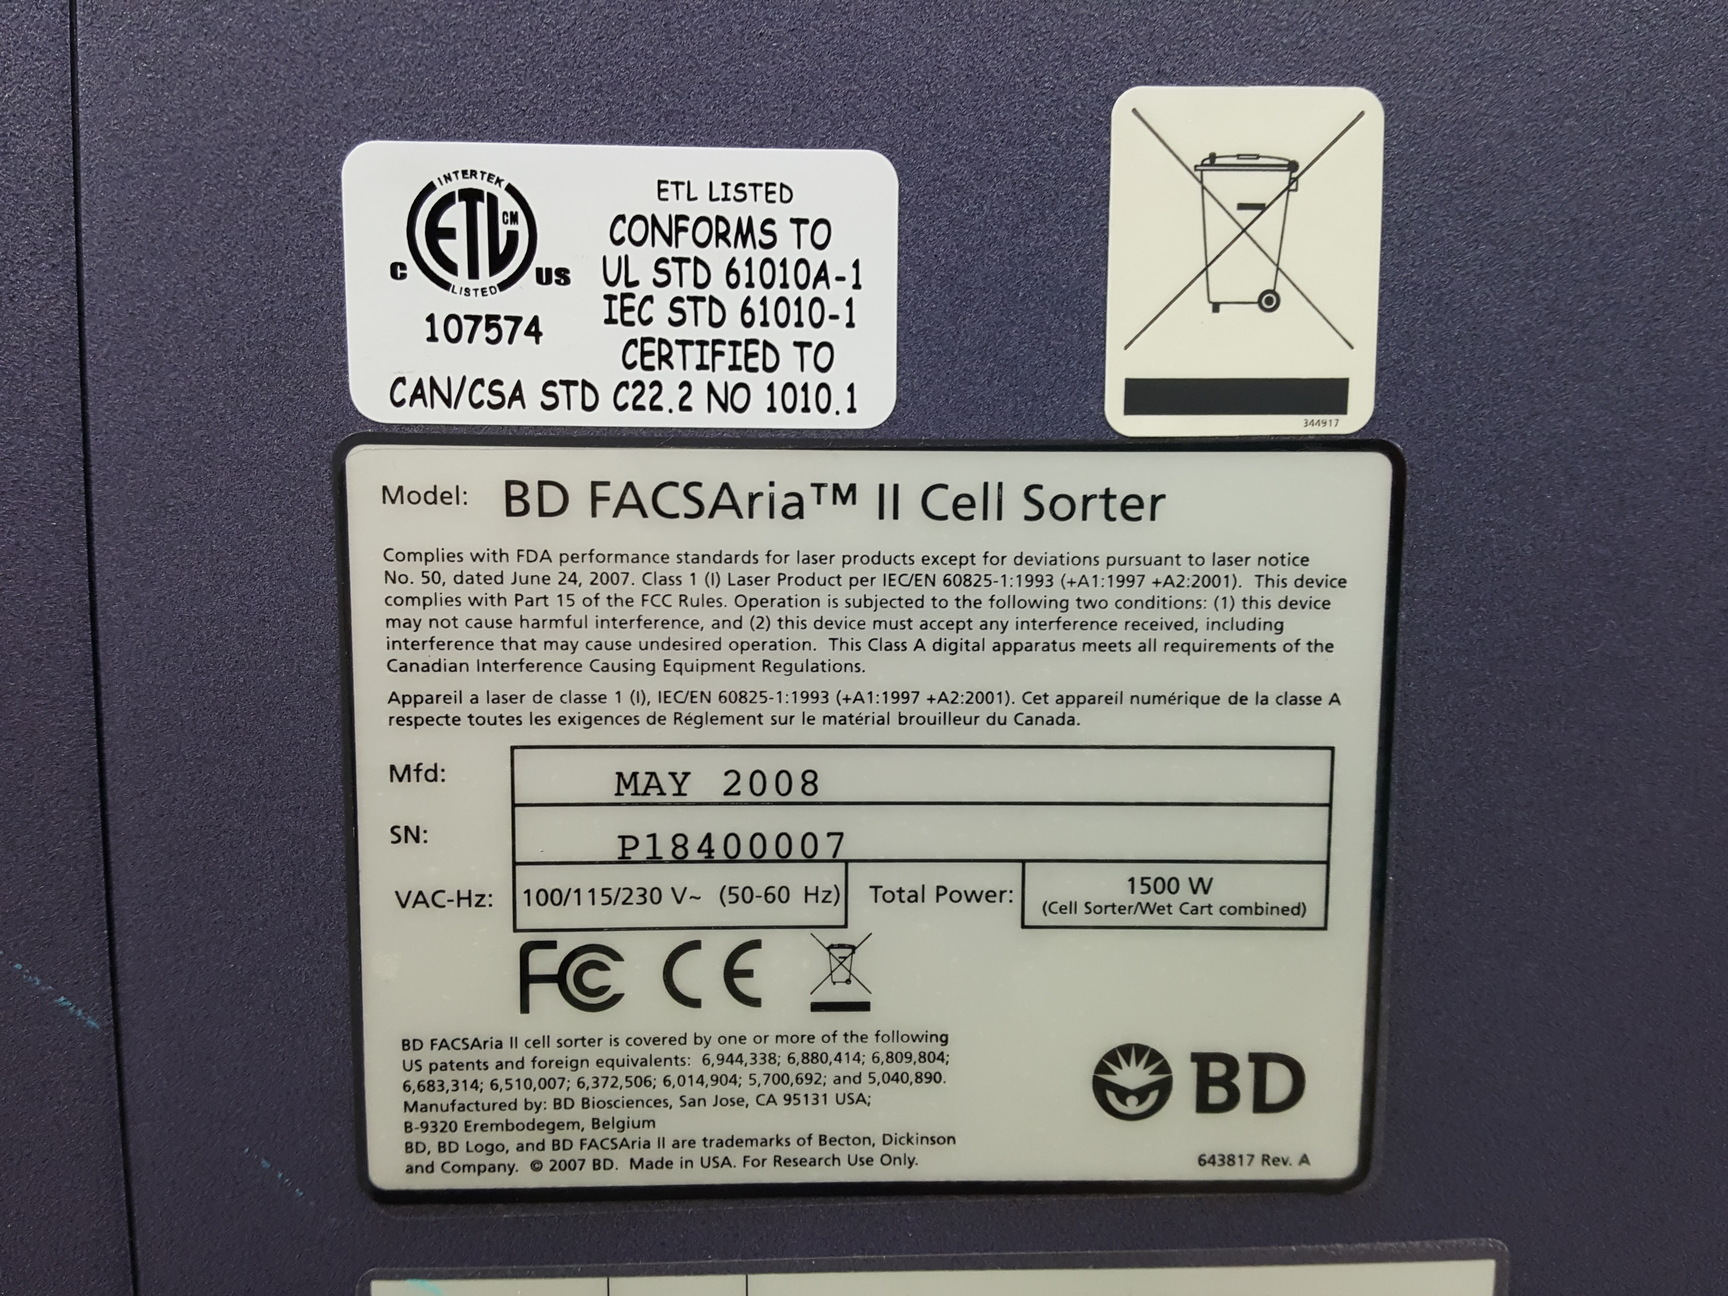 INTERTEK
ETL CM
C US
LISTED
107574
ETL LISTED
CONFORMS TO
UL STD 61010A-1
IEC STD 61010-1
CERTIFIED TO
CAN/CSA STD C22.2 NO 1010.1
344917
Model: BD FACSAria™ II Cell Sorter
Complies with FDA performance standards for laser products except for deviations pursuant to laser notice
No. 50, dated June 24, 2007. Class 1 (I) Laser Product per IEC/EN 60825-1:1993 (+A1:1997 +A2:2001). This device
complies with Part 15 of the FCC Rules. Operation is subjected to the following two conditions: (1) this device
may not cause harmful interference, and (2) this device must accept any interference received, including
interference that may cause undesired operation. This Class A digital apparatus meets all requirements of the
Canadian Interference Causing Equipment Regulations.
Appareil a laser de classe 1 (I), IEC/EN 60825-1:1993 (+A1:1997 +A2:2001). Cet appareil numérique de la classe A
respecte toutes les exigences de Réglement sur le matérial brouilleur du Canada.
Mfd: MAY 2008
SN: P18400007
VAC-Hz: 100/115/230 V~ (50-60 Hz) Total Power: 1500 W
(Cell Sorter/Wet Cart combined)
FCC CE
BD FACSAria II cell sorter is covered by one or more of the following
US patents and foreign equivalents: 6,944,338; 6,880,414; 6,809,804;
6,683,314; 6,510,007; 6,372,506; 6,014,904; 5,700,692; and 5,040,890.
Manufactured by: BD Biosciences, San Jose, CA 95131 USA;
B-9320 Erembodegem, Belgium
BD, BD Logo, and BD FACSAria II are trademarks of Becton, Dickinson
and Company. © 2007 BD. Made in USA. For Research Use Only.
BD
643817 Rev. A